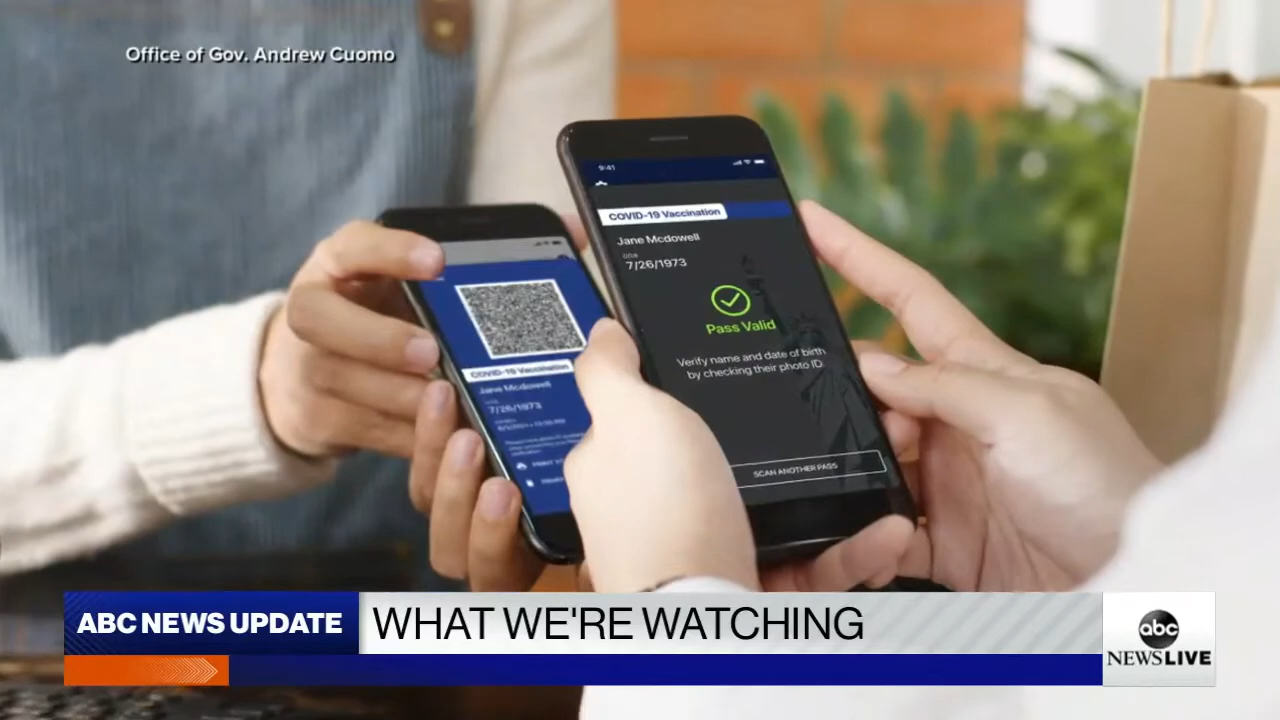 Office of Gov. Andrew Cuomo
9:41
COVID-19 Vaccination
Jane Mcdowell
DOB
7/26/1973
Pass Valid
Verify name and date of birth
by checking their photo ID.
SCAN ANOTHER PASS
COVID-19 Vaccination
Jane Mcdowell
7/26/1973
ABC NEWS UPDATE
WHAT WE'RE WATCHING
abc
NEWSLIVE